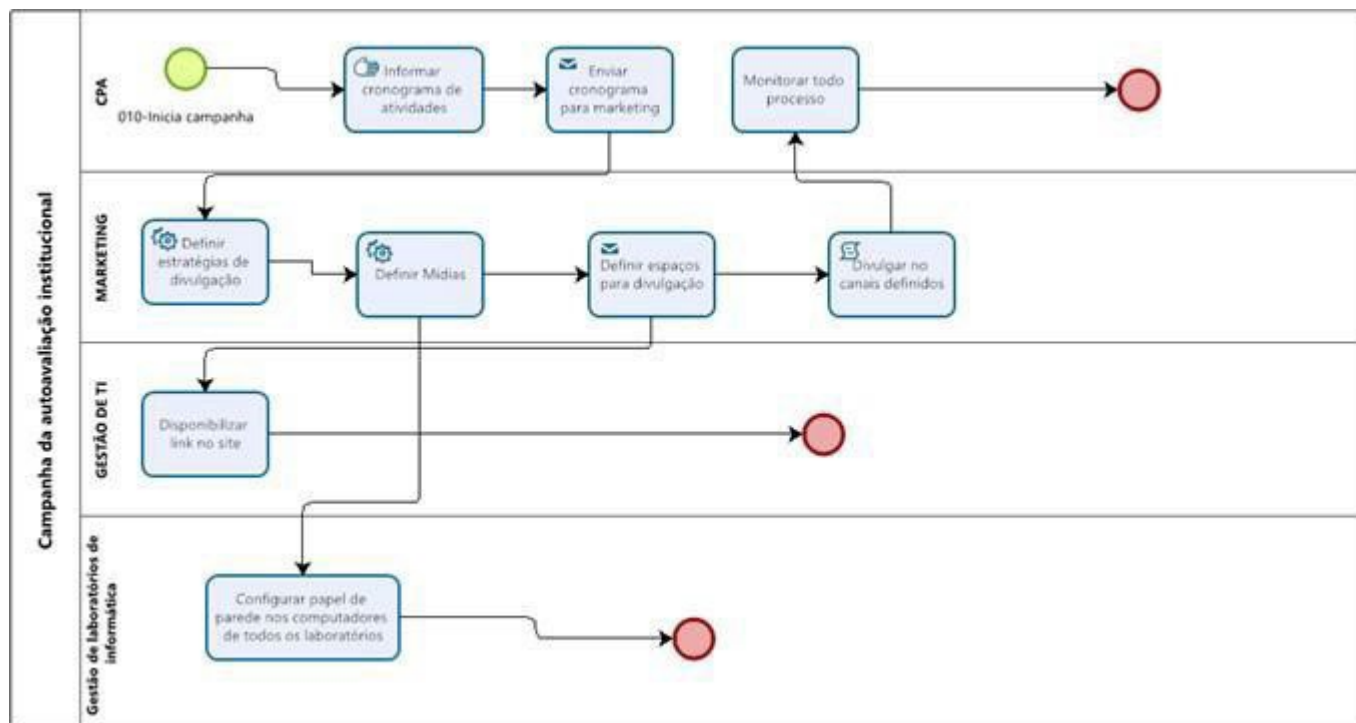 Campanha da autoavaliação institucional
CPA
010-Inicia campanha
Informar
cronograma de
atividades
Enviar
cronograma
para marketing
Monitorar todo
processo
MARKETING
Definir
estratégias de
divulgação
Definir Mídias
Definir espaços
para divulgação
Divulgar no
canais definidos
GESTÃO DE TI
Disponibilizar
link no site
Gestão de laboratórios de
informática
Configurar papel de
parede nos computadores
de todos os laboratórios